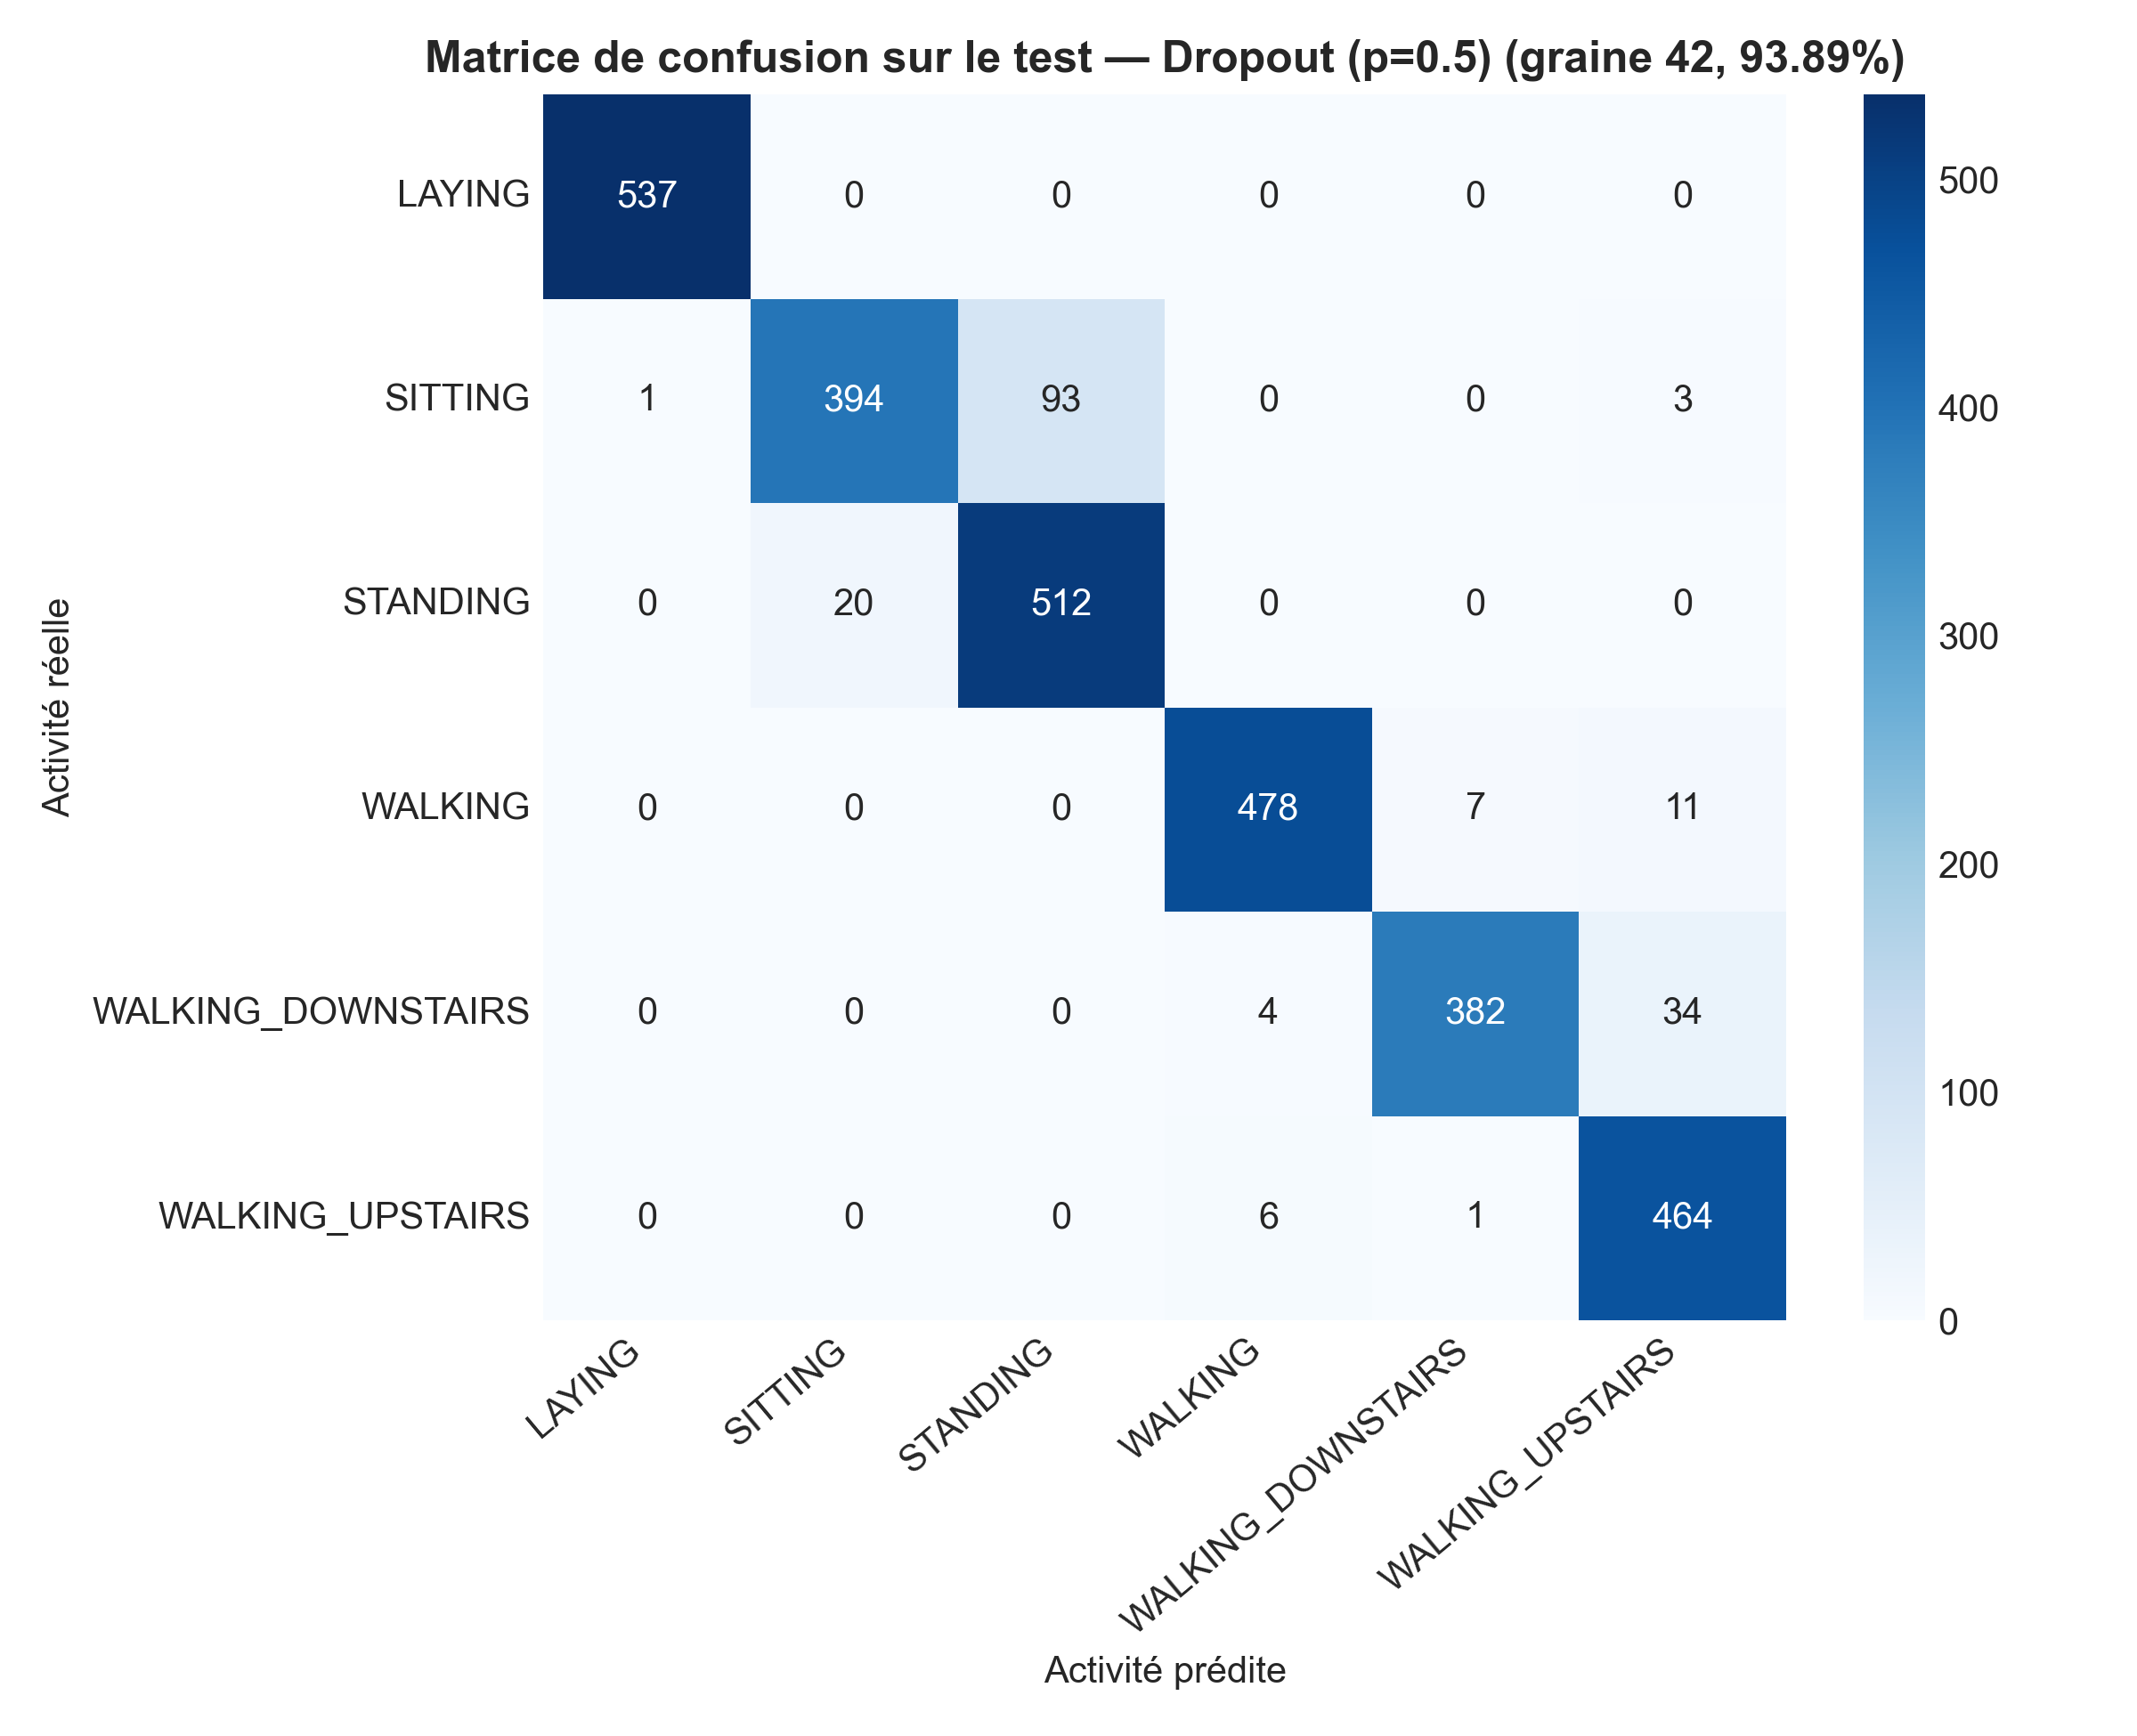 Matrice de confusion sur le test — Dropout (p=0.5) (graine 42, 93.89%)
LAYING 537 0 0 0 0 0
SITTING 1 394 93 0 0 3
STANDING 0 20 512 0 0 0
WALKING 0 0 0 478 7 11
WALKING_DOWNSTAIRS 0 0 0 4 382 34
WALKING_UPSTAIRS 0 0 0 6 1 464
Activité réelle
LAYING SITTING STANDING WALKING WALKING_DOWNSTAIRS WALKING_UPSTAIRS
Activité prédite
500
400
300
200
100
0